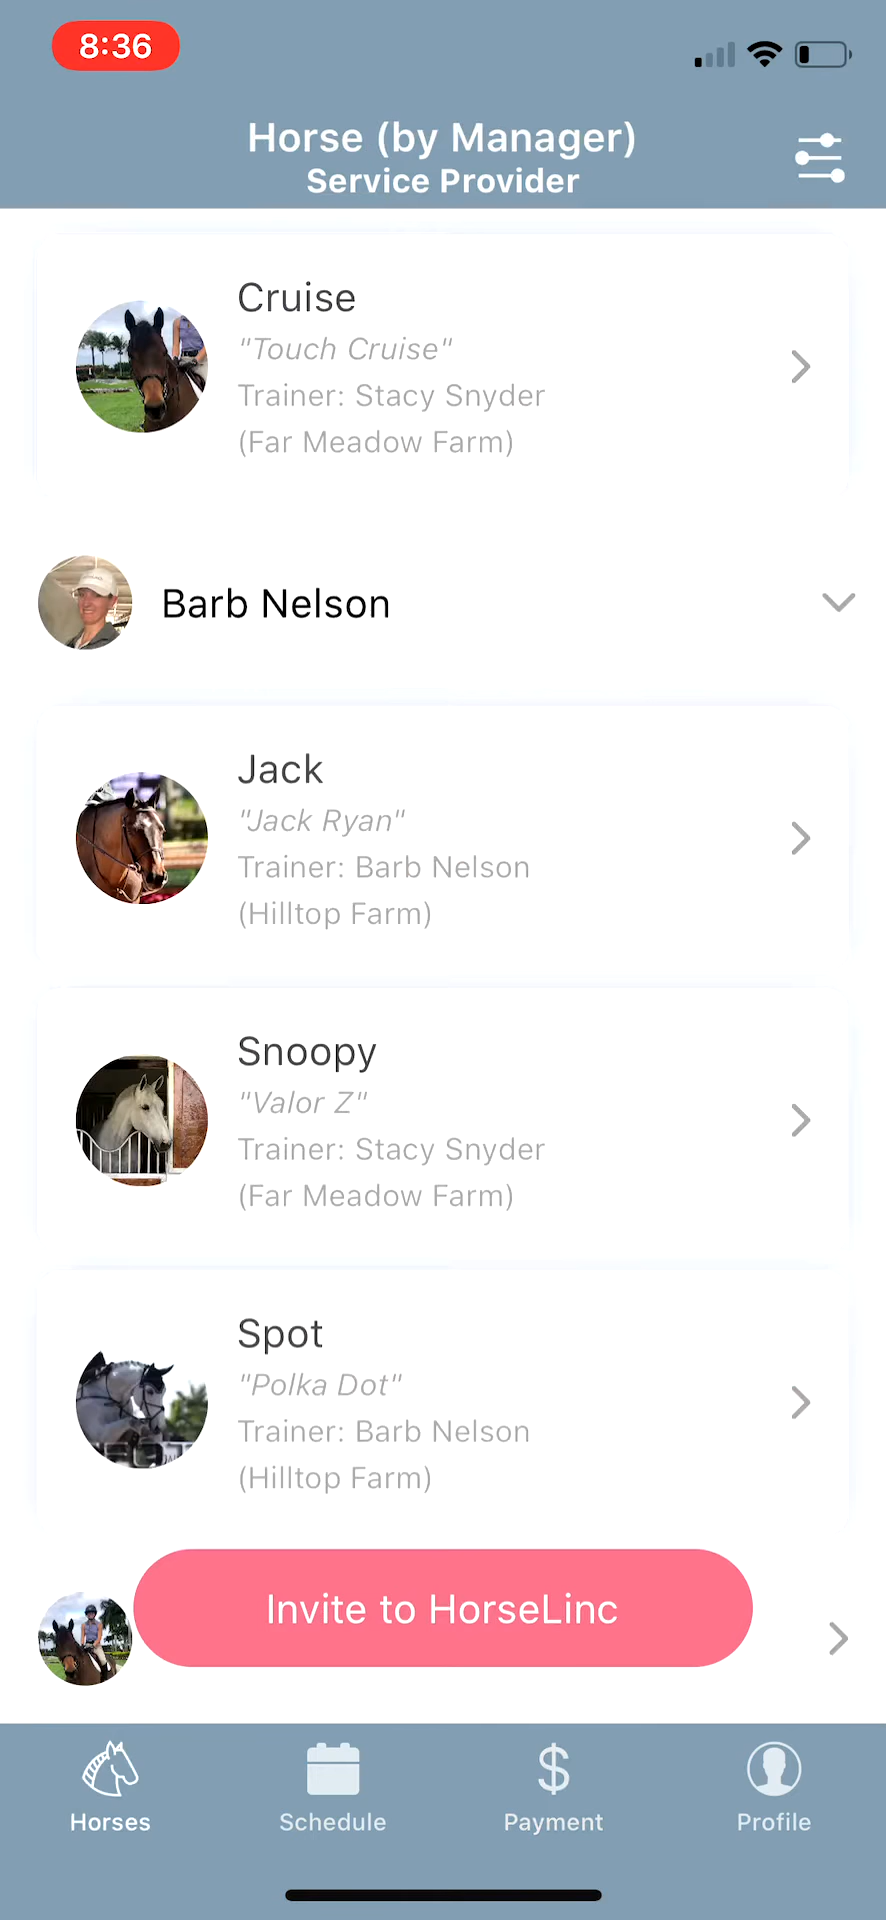 8:36
Horse (by Manager)
Service Provider
Cruise
"Touch Cruise"
Trainer: Stacy Snyder
(Far Meadow Farm)
Barb Nelson
Jack
"Jack Ryan"
Trainer: Barb Nelson
(Hilltop Farm)
Snoopy
"Valor Z"
Trainer: Stacy Snyder
(Far Meadow Farm)
Spot
"Polka Dot"
Trainer: Barb Nelson
(Hilltop Farm)
Invite to HorseLinc
Horses
Schedule
Payment
Profile